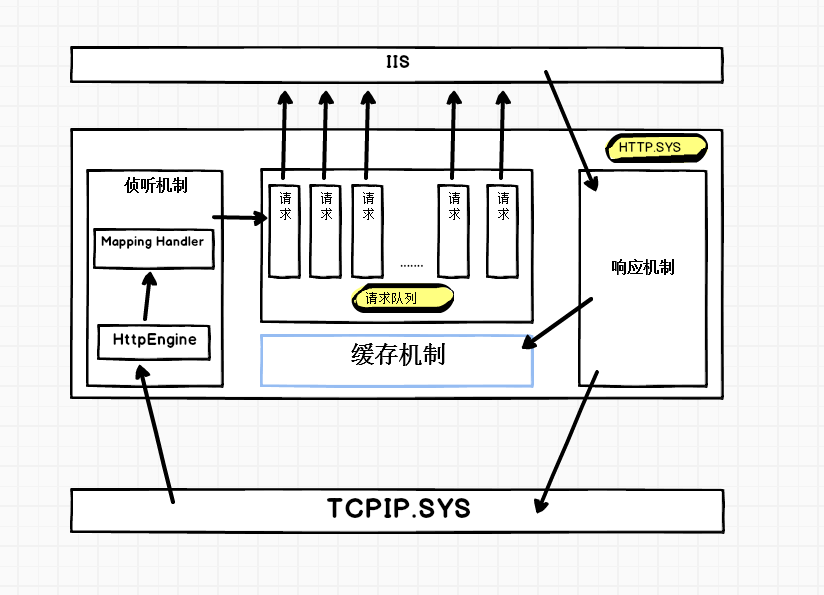 IIS
HTTP.SYS
侦听机制
Mapping Handler
HttpEngine
请求
请求
请求
.......
请求
请求
请求队列
缓存机制
响应机制
TCPIP.SYS